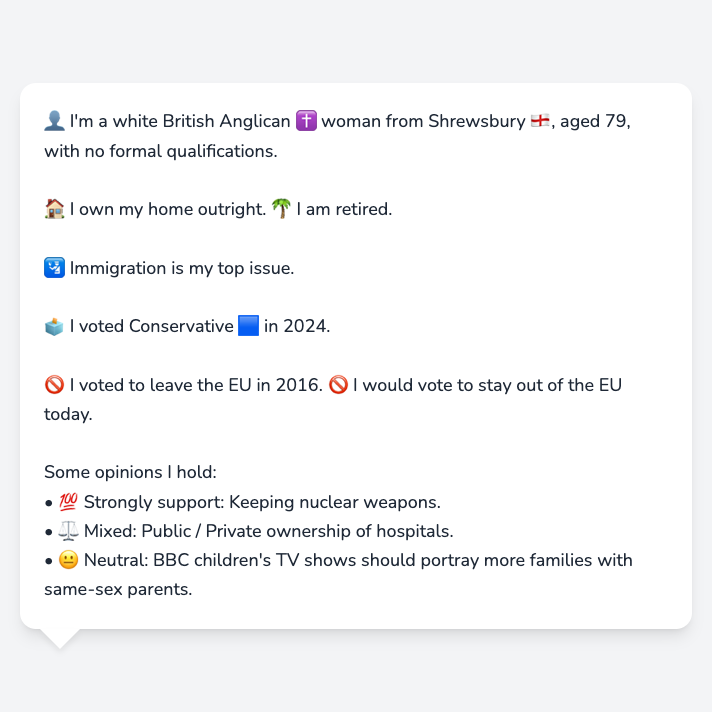 👤 I'm a white British Anglican ✝️ woman from Shrewsbury 🏴󠁧󠁢󠁥󠁮󠁧󠁿, aged 79,
with no formal qualifications.
🏠 I own my home outright. 🌴 I am retired.
🛂 Immigration is my top issue.
🗳️ I voted Conservative 🟦 in 2024.
🚫 I voted to leave the EU in 2016. 🚫 I would vote to stay out of the EU
today.
Some opinions I hold:
• 💯 Strongly support: Keeping nuclear weapons.
• ⚖️ Mixed: Public / Private ownership of hospitals.
• 😐 Neutral: BBC children's TV shows should portray more families with
same-sex parents.